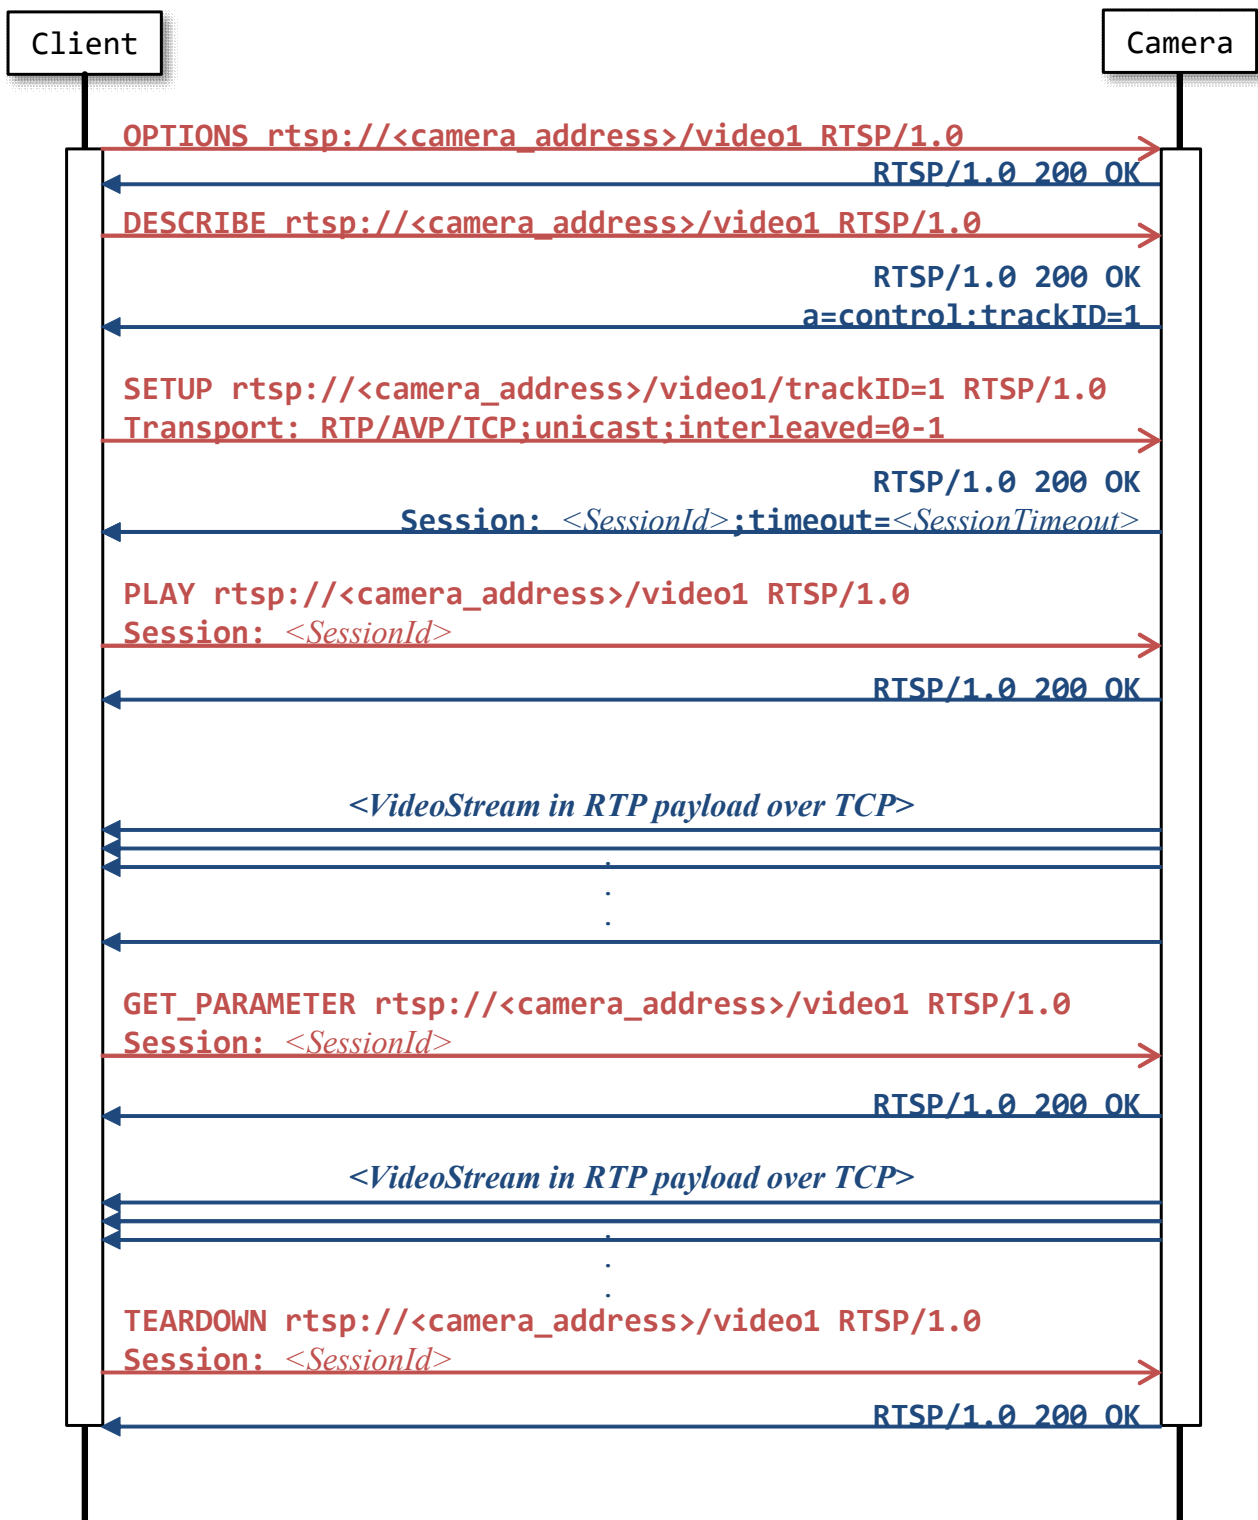 Client
Camera
OPTIONS rtsp://<camera_address>/video1 RTSP/1.0
RTSP/1.0 200 OK
DESCRIBE rtsp://<camera_address>/video1 RTSP/1.0
RTSP/1.0 200 OK
a=control:trackID=1
SETUP rtsp://<camera_address>/video1/trackID=1 RTSP/1.0
Transport: RTP/AVP/TCP;unicast;interleaved=0-1
RTSP/1.0 200 OK
Session: <SessionId>;timeout=<SessionTimeout>
PLAY rtsp://<camera_address>/video1 RTSP/1.0
Session: <SessionId>
RTSP/1.0 200 OK
<VideoStream in RTP payload over TCP>
.
.
.
GET_PARAMETER rtsp://<camera_address>/video1 RTSP/1.0
Session: <SessionId>
RTSP/1.0 200 OK
<VideoStream in RTP payload over TCP>
.
.
.
TEARDOWN rtsp://<camera_address>/video1 RTSP/1.0
Session: <SessionId>
RTSP/1.0 200 OK